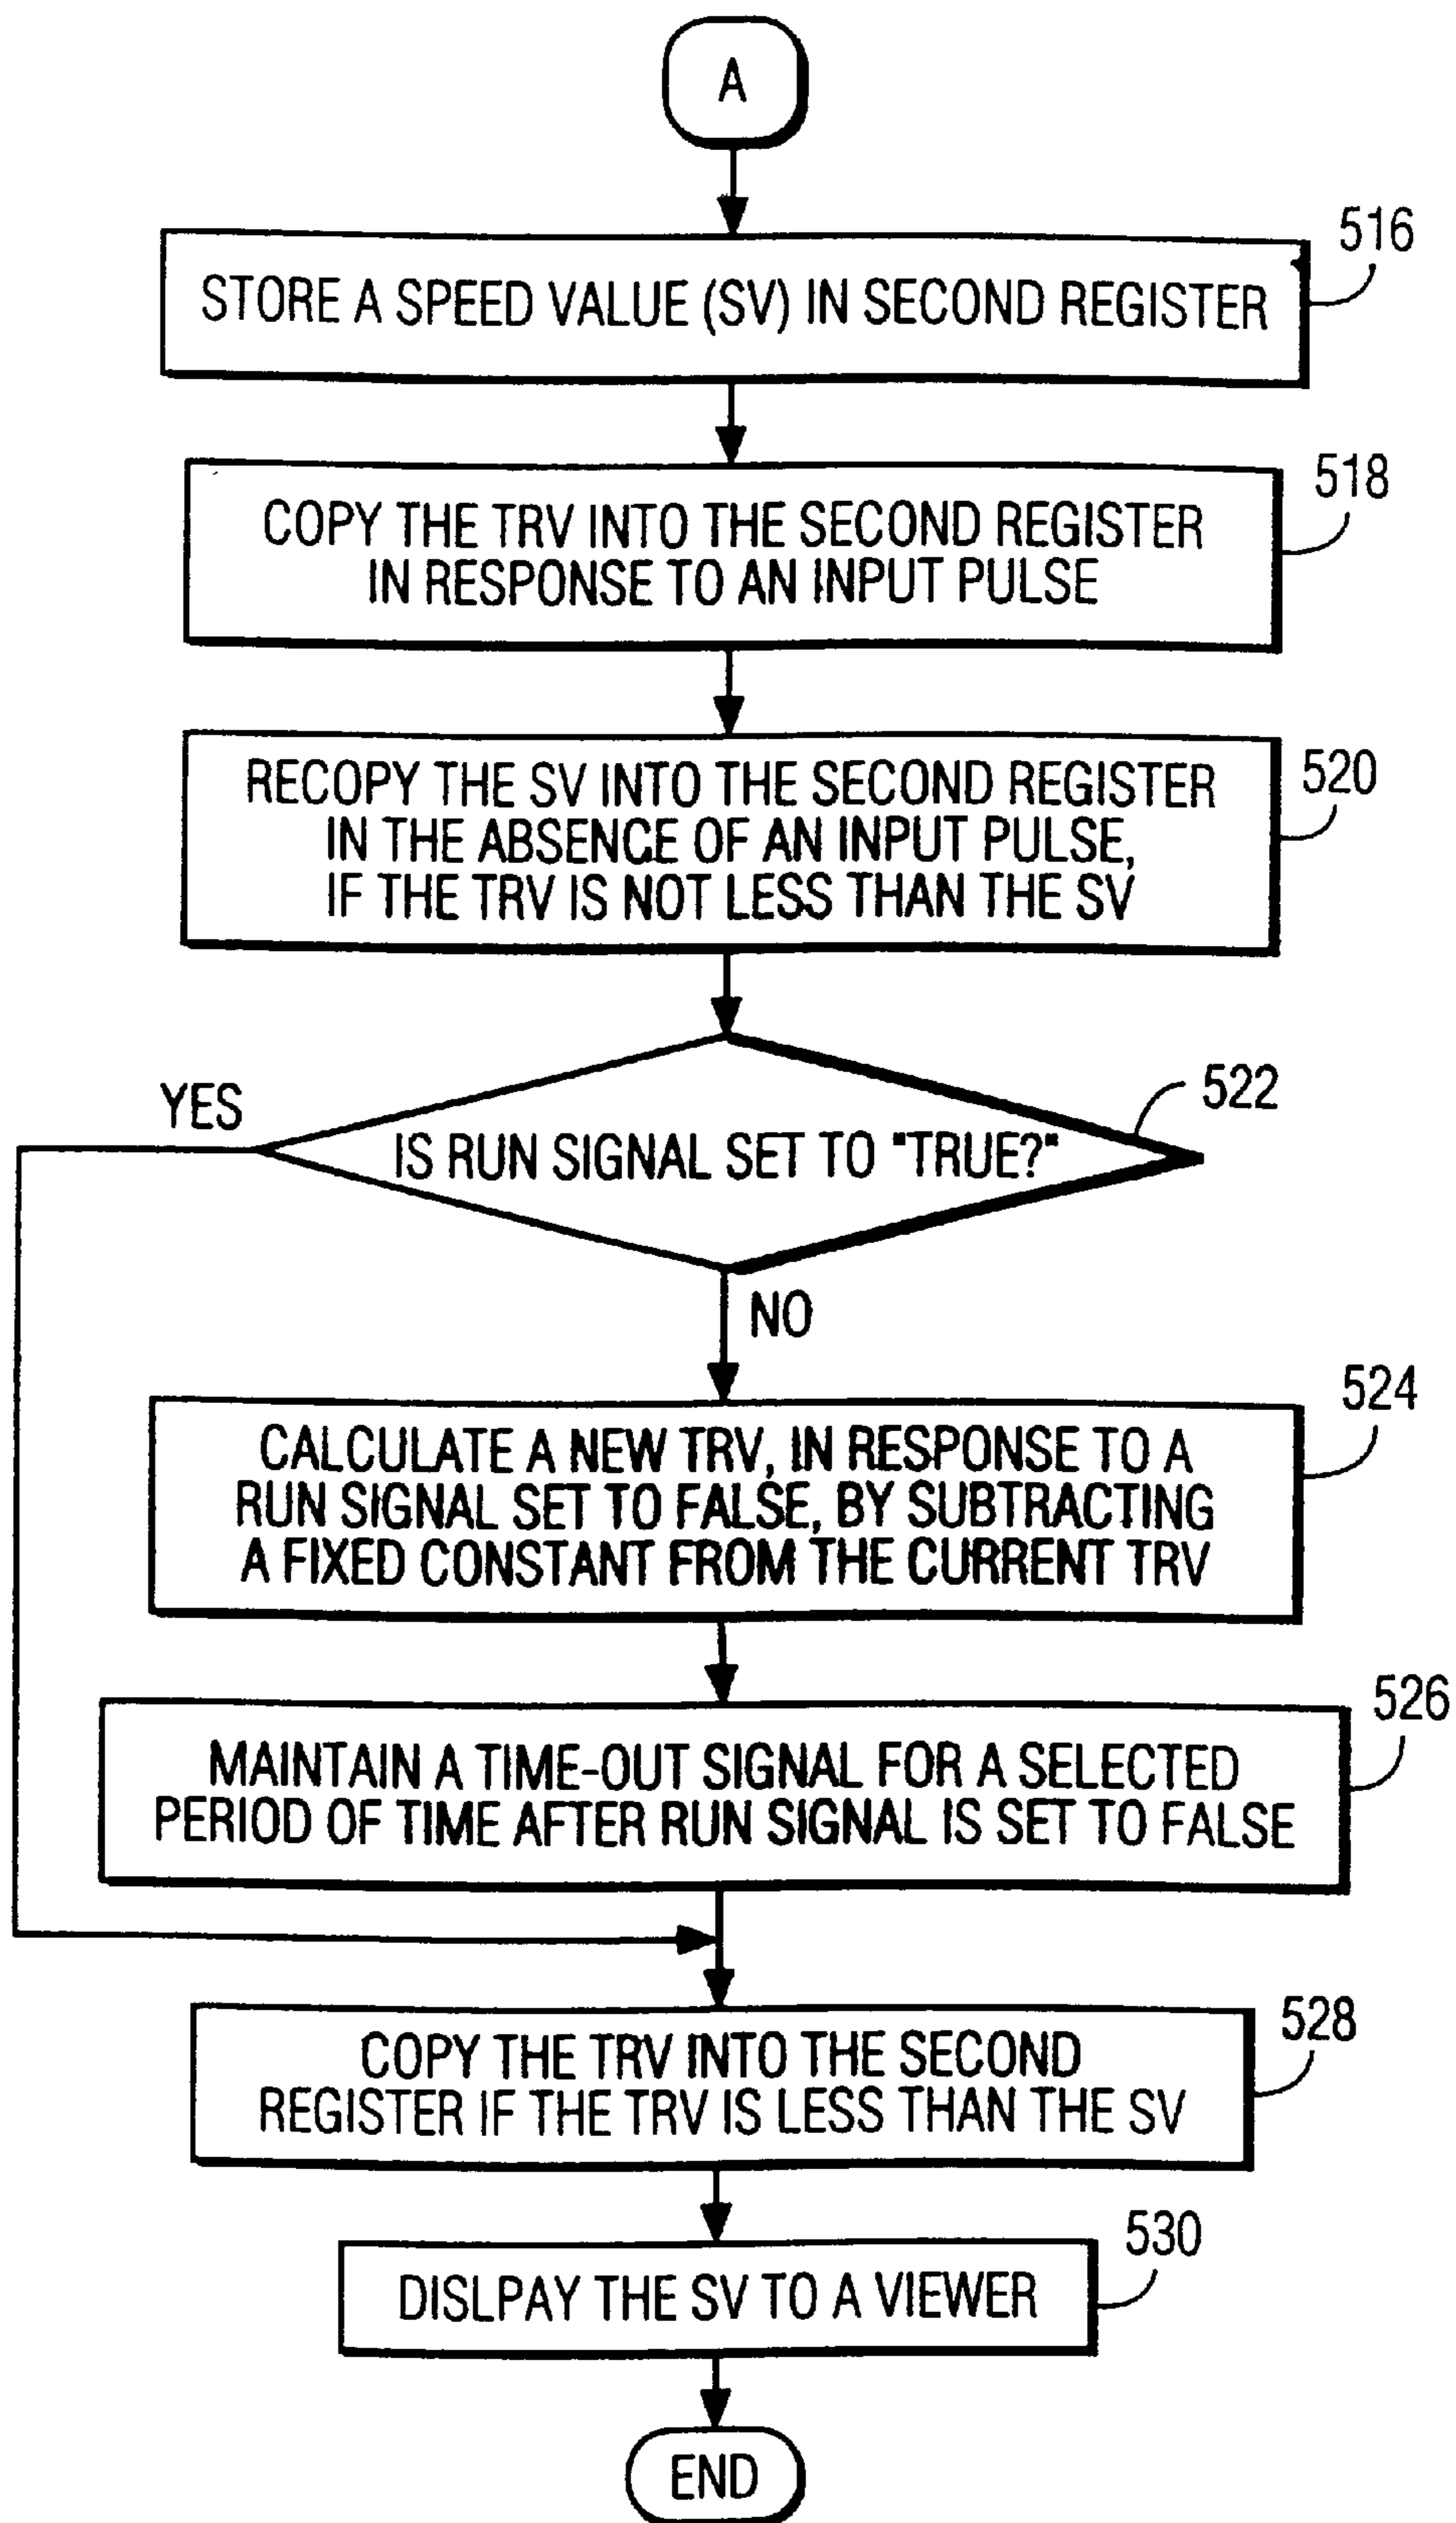 A
516
STORE A SPEED VALUE (SV) IN SECOND REGISTER
518
COPY THE TRV INTO THE SECOND REGISTER
IN RESPONSE TO AN INPUT PULSE
520
RECOPY THE SV INTO THE SECOND REGISTER
IN THE ABSENCE OF AN INPUT PULSE,
IF THE TRV IS NOT LESS THAN THE SV
522
YES
IS RUN SIGNAL SET TO "TRUE?"
NO
524
CALCULATE A NEW TRV, IN RESPONSE TO A
RUN SIGNAL SET TO FALSE, BY SUBTRACTING
A FIXED CONSTANT FROM THE CURRENT TRV
526
MAINTAIN A TIME-OUT SIGNAL FOR A SELECTED
PERIOD OF TIME AFTER RUN SIGNAL IS SET TO FALSE
528
COPY THE TRV INTO THE SECOND
REGISTER IF THE TRV IS LESS THAN THE SV
530
DISLPAY THE SV TO A VIEWER
END